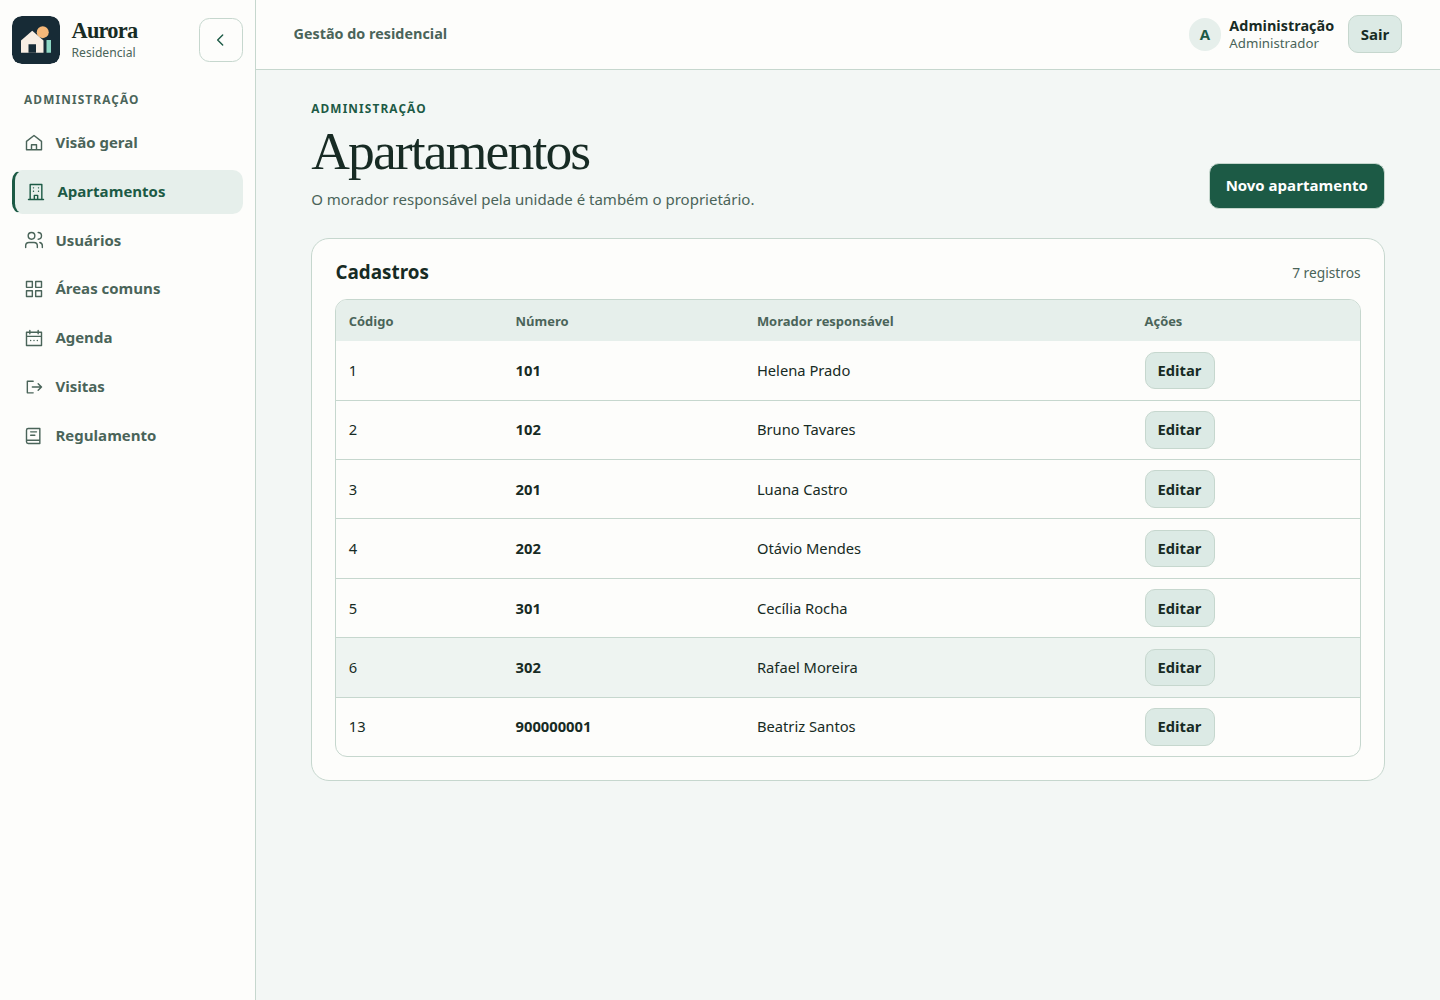 Aurora
Residencial
ADMINISTRAÇÃO
Visão geral
Apartamentos
Usuários
Áreas comuns
Agenda
Visitas
Regulamento
Gestão do residencial
A
Administração
Administrador
Sair
ADMINISTRAÇÃO
Apartamentos
O morador responsável pela unidade é também o proprietário.
Novo apartamento
Cadastros
7 registros
Código Número Morador responsável Ações
1 101 Helena Prado Editar
2 102 Bruno Tavares Editar
3 201 Luana Castro Editar
4 202 Otávio Mendes Editar
5 301 Cecília Rocha Editar
6 302 Rafael Moreira Editar
13 900000001 Beatriz Santos Editar